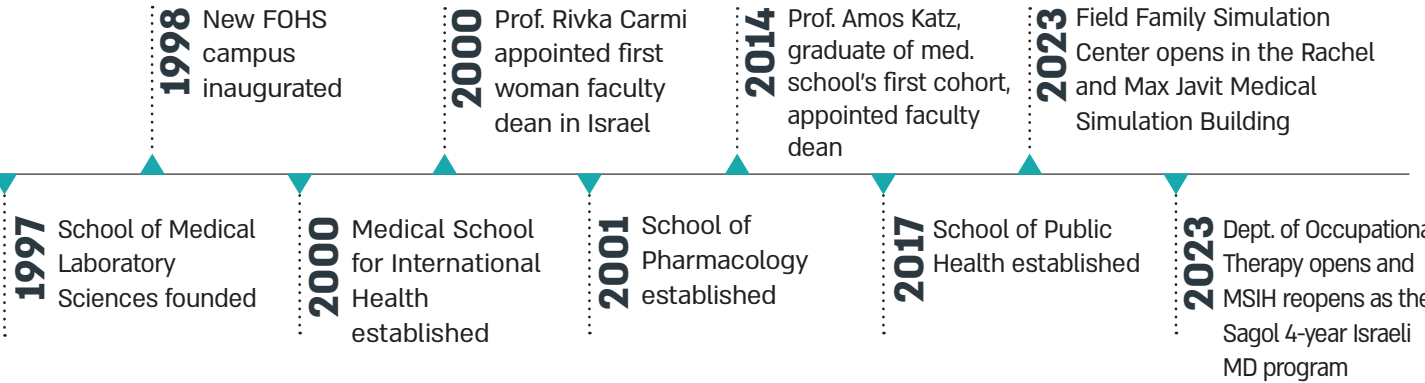 1998
New FOHS
campus
inaugurated
2000
Prof. Rivka Carmi
appointed first
woman faculty
dean in Israel
2014
Prof. Amos Katz,
graduate of med.
school's first cohort,
appointed faculty
dean
2023
Field Family Simulation
Center opens in the Rachel
and Max Javit Medical
Simulation Building
1997
School of Medical
Laboratory
Sciences founded
2000
Medical School
for International
Health
established
2001
School of
Pharmacology
established
2017
School of Public
Health established
2023
Dept. of Occupationa
Therapy opens and
MSIH reopens as the
Sagol 4-year Israeli
MD program